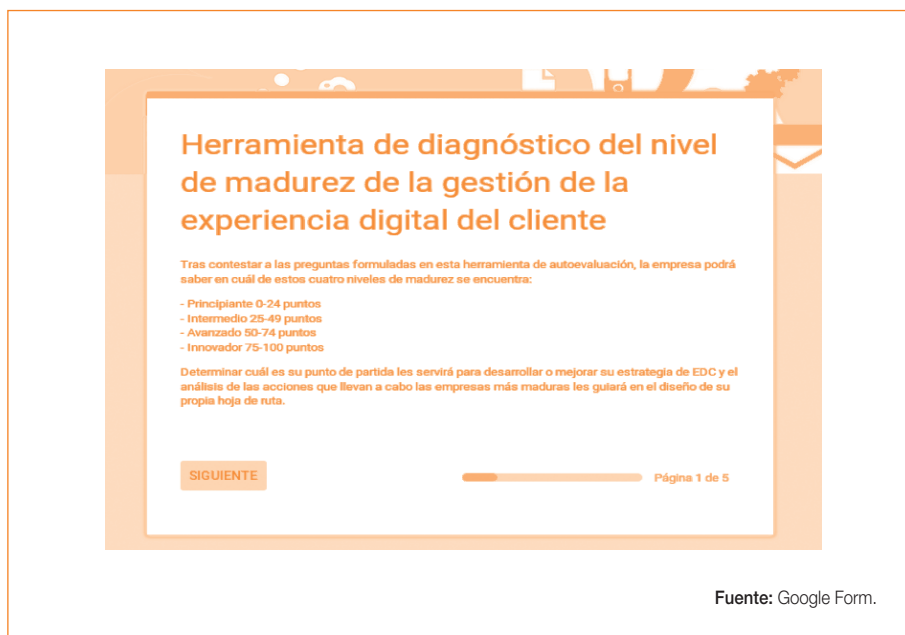 Herramienta de diagnóstico del nivel
de madurez de la gestión de la
experiencia digital del cliente
Tras contestar a las preguntas formuladas en esta herramienta de autoevaluación, la empresa podrá
saber en cuál de estos cuatro niveles de madurez se encuentra:
- Principiante 0-24 puntos
- Intermedio 25-49 puntos
- Avanzado 50-74 puntos
- Innovador 75-100 puntos
Determinar cuál es su punto de partida les servirá para desarrollar o mejorar su estrategia de EDC y el
análisis de las acciones que llevan a cabo las empresas más maduras les guiará en el diseño de su
propia hoja de ruta.
SIGUIENTE
Página 1 de 5
Fuente: Google Form.